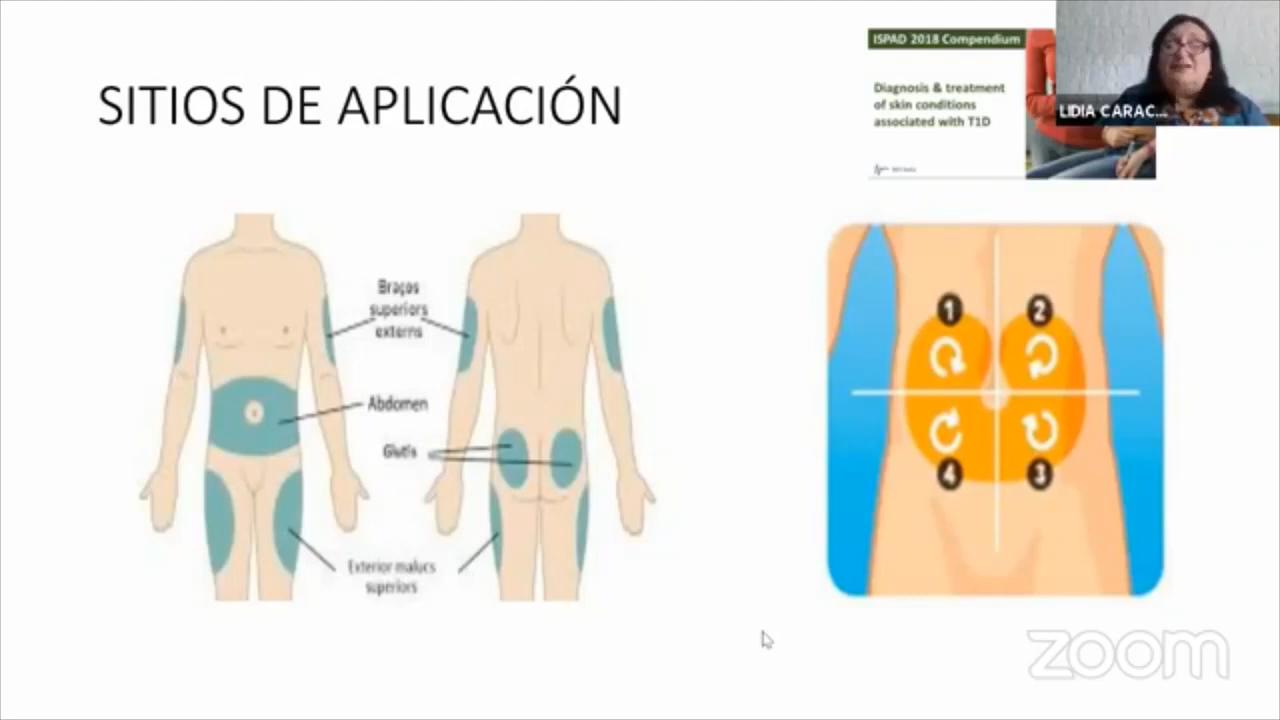 SITIOS DE APLICACIÓN
ISPAD 2018 Compendium
Diagnosis & treatment
of skin conditions
associated with T1D
LIDIA CARAC...
Braços
superiors
externs
Abdomen
Glutis
Exterior malucs
superiors
1
2
4
3
zoom